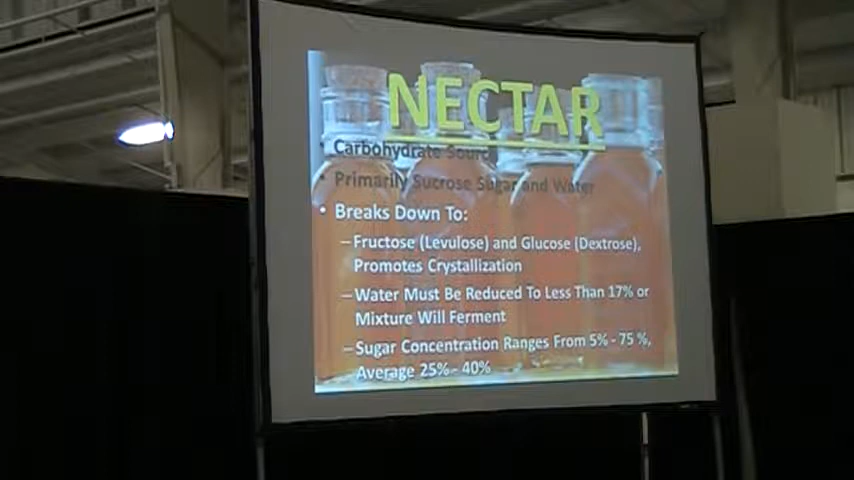 NECTAR
• Carbohydrate Source
• Primarily Sucrose Sugar and Water
• Breaks Down To:
–Fructose (Levulose) and Glucose (Dextrose),
Promotes Crystallization
–Water Must Be Reduced To Less Than 17% or
Mixture Will Ferment
–Sugar Concentration Ranges From 5% - 75 %,
Average 25% - 40%